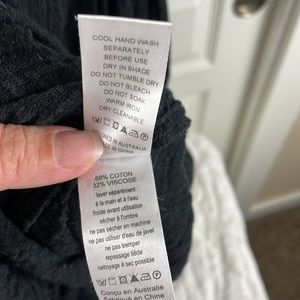 COOL HAND WASH
SEPARATELY
BEFORE USE
DRY IN SHADE
DO NOT TUMBLE DRY
DO NOT BLEACH
DO NOT SOAK
WARM IRON
DRY CLEANABLE
DESIGNED IN AUSTRALIA
MADE IN CHINA
68% COTON
32% VISCOSE
laver séparément
à la main et à l'eau
froide avant utilisation
sécher à l'ombre
ne pas sécher en machine
ne pas utiliser d'eau de javel
ne pas tremper
repassage tiède
nettoyage à sec possible
Conçu en Australie
Fabriqué en Chine